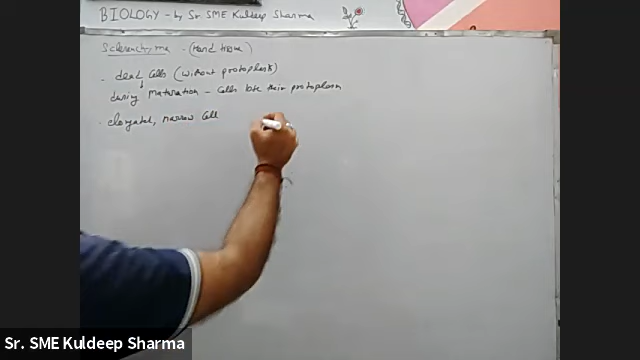 BIOLOGY - by Sr. SME Kuldeep Sharma
Sclerenchyma - (Hard tissue)
. dead cells (without protoplasts)
during maturation - cells lose their protoplasm
. elongated, narrow cell
Sr. SME Kuldeep Sharma